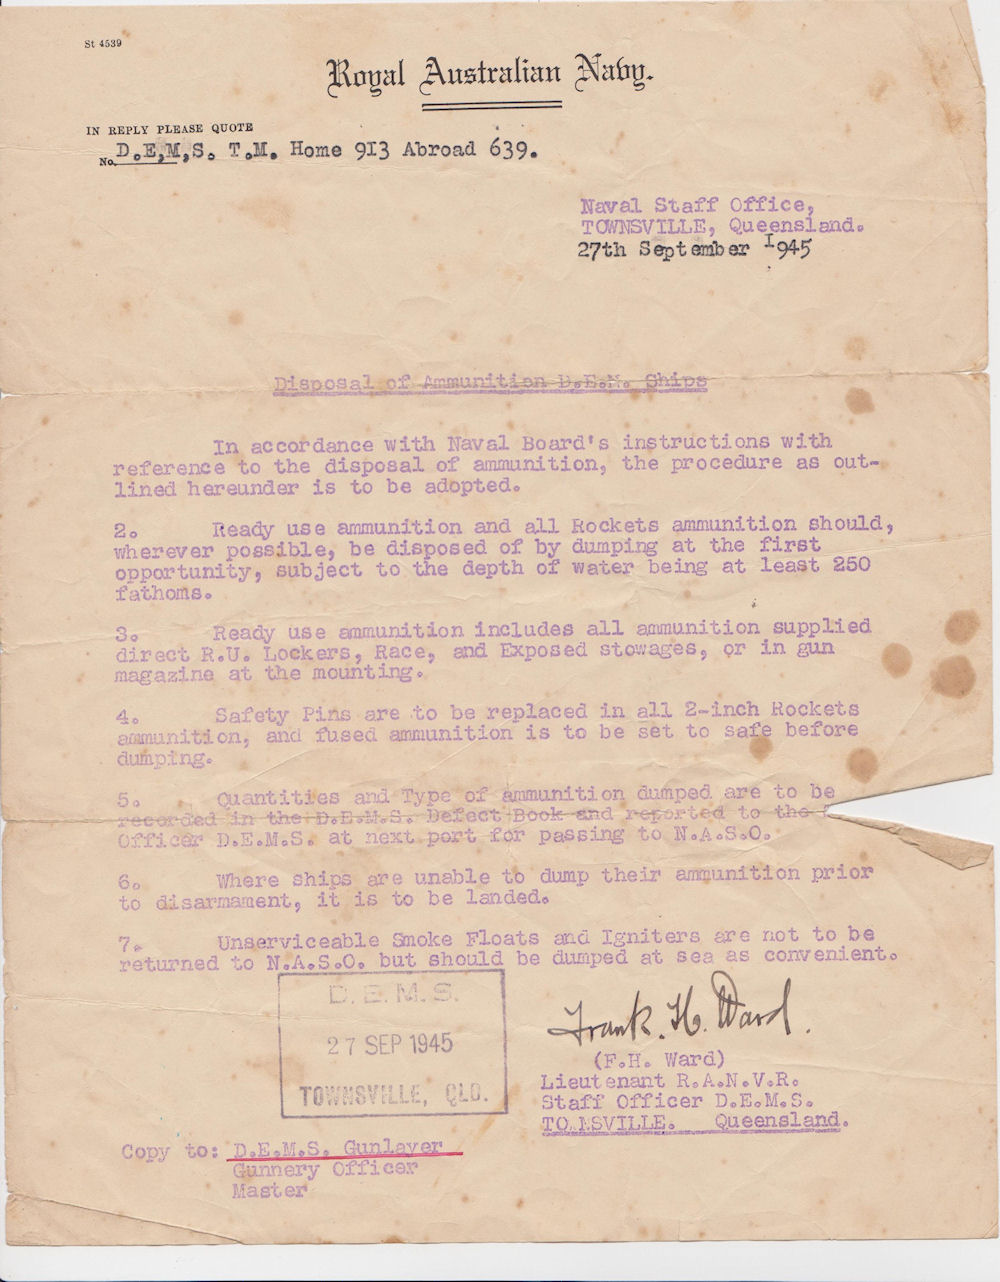 St 4539
Royal Australian Navy.
IN REPLY PLEASE QUOTE
No. D.E,M,S. T.M. Home 9I3 Abroad 639.
Naval Staff Office,
TOWNSVILLE, Queensland.
27th September I945
Disposal of Ammunition D.E.M. Ships
In accordance with Naval Board's instructions with
reference to the disposal of ammunition, the procedure as out-
lined hereunder is to be adopted.
2. Ready use ammunition and all Rockets ammunition should,
wherever possible, be disposed of by dumping at the first
opportunity, subject to the depth of water being at least 250
fathoms.
3. Ready use ammunition includes all ammunition supplied
direct R.U. Lockers, Race, and Exposed stowages, or in gun
magazine at the mounting.
4. Safety Pins are to be replaced in all 2-inch Rockets
ammunition, and fused ammunition is to be set to safe before
dumping.
5. Quantities and Type of ammunition dumped are to be
recorded in the D.E.M.S. Defect Book and reported to the
Officer D.E.M.S. at next port for passing to N.A.S.O.
6. Where ships are unable to dump their ammunition prior
to disarmament, it is to be landed.
7. Unserviceable Smoke Floats and Igniters are not to be
returned to N.A.S.O. but should be dumped at sea as convenient.
D.E.M.S.
27 SEP 1945
TOWNSVILLE, QLD.
Frank. H. Ward.
(F.H. Ward)
Lieutenant R.A.N.V.R.
Staff Officer D.E.M.S.
TOWNSVILLE. Queensland.
Copy to: D.E.M.S. Gunlayer
Gunnery Officer
Master